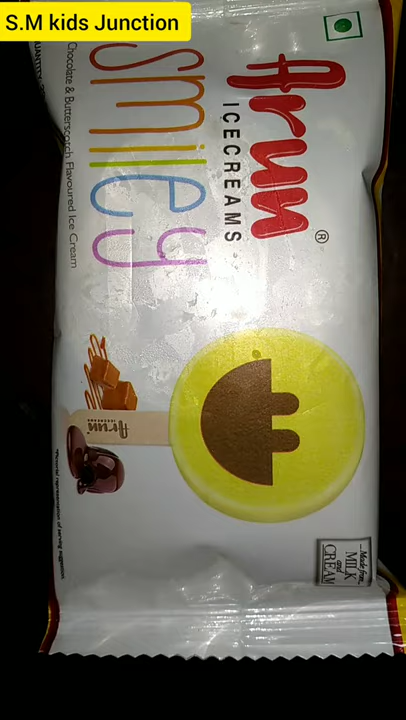 S.M kids Junction
Arun®
ICECREAMS
smiley
Chocolate & Butterscotch Flavoured Ice Cream
Arun
...Made from...
MILK
and
CREAM